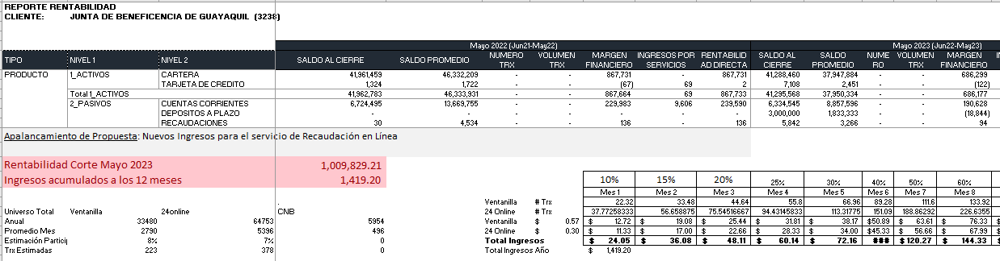 REPORTE RENTABILIDAD
CLIENTE: JUNTA DE BENEFICENCIA DE GUAYAQUIL (3238)
Mayo 2022 (Jun21-May22) Mayo 2023 (Jun22-May23)
TIPO NIVEL 1 NIVEL 2 SALDO AL CIERRE SALDO PROMEDIO NUMERO TRX VOLUMEN TRX MARGEN FINANCIERO INGRESOS POR SERVICIOS RENTABILID AD DIRECTA SALDO AL CIERRE SALDO PROMEDIO NUME RO VOLUMEN TRX MARGEN FINANCIERO
PRODUCTO 1_ACTIVOS CARTERA 41,961,459 46,332,209 - - 867,731 - 867,731 41,288,460 37,947,884 - - 686,299
TARJETA DE CREDITO 1,324 1,722 - - (67) 69 2 7,108 2,451 - - (122)
Total 1_ACTIVOS 41,962,783 46,333,931 - - 867,664 69 867,733 41,295,568 37,950,334 - - 686,177
2_PASIVOS CUENTAS CORRIENTES 6,724,495 13,669,755 - - 229,983 9,606 239,590 6,334,545 8,857,596 - - 190,628
DEPOSITOS A PLAZO - - - - - - - 3,000,000 1,833,333 - - (18,844)
RECAUDACIONES 30 4,534 - - 136 - 136 5,842 3,266 - - 94
Apalancamiento de Propuesta: Nuevos Ingresos para el servicio de Recaudación en Línea
Rentabilidad Corte Mayo 2023 1,009,829.21
Ingresos acumulados a los 12 meses 1,419.20
10% 15% 20% 25% 30% 40% 50% 60%
Mes 1 Mes 2 Mes 3 Mes 4 Mes 5 Mes 6 Mes 7 Mes 8
Ventanilla # Trx 22.32 33.48 44.64 55.8 66.96 89.28 111.6 133.92
Universo Total Ventanilla 24online CNB 24 Online # Trx 37.77258333 56.658875 75.54516667 94.43145833 113.31775 151.09 188.86292 226.6355
Anual 33480 64753 5954 Ventanilla $ 0.57 $ 12.72 $ 19.08 $ 25.44 $ 31.81 $ 38.17 $50.89 $ 63.61 $ 76.33 $
Promedio Mes 2790 5396 496 24 Online $ 0.30 $ 11.33 $ 17.00 $ 22.66 $ 28.33 $ 34.00 $45.33 $ 56.66 $ 67.99 $
Estimación Particij 8% 7% 0 Total Ingresos $ 24.05 $ 36.08 $ 48.11 $ 60.14 $ 72.16 ### $ 120.27 $ 144.33 $
Trx Estimadas 223 378 0 Total Ingresos Año $ 1,419.20